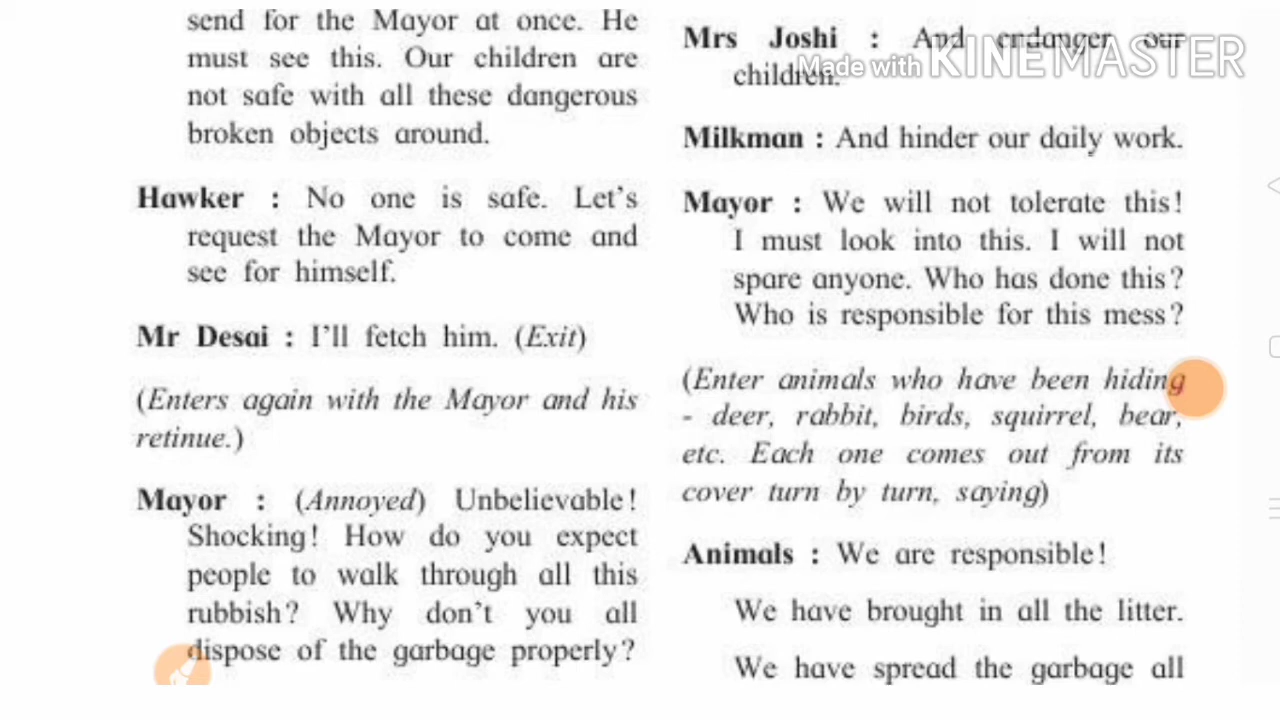 send for the Mayor at once. He
must see this. Our children are
not safe with all these dangerous
broken objects around.
Hawker : No one is safe. Let's
request the Mayor to come and
see for himself.
Mr Desai : I'll fetch him. (Exit)
(Enters again with the Mayor and his
retinue.)
Mayor : (Annoyed) Unbelievable!
Shocking! How do you expect
people to walk through all this
rubbish? Why don't you all
dispose of the garbage properly?
Mrs Joshi : And endanger our
children.
Made with KINEMASTER
Milkman : And hinder our daily work.
Mayor : We will not tolerate this!
I must look into this. I will not
spare anyone. Who has done this?
Who is responsible for this mess?
(Enter animals who have been hiding
- deer, rabbit, birds, squirrel, bear,
etc. Each one comes out from its
cover turn by turn, saying)
Animals : We are responsible!
We have brought in all the litter.
We have spread the garbage all